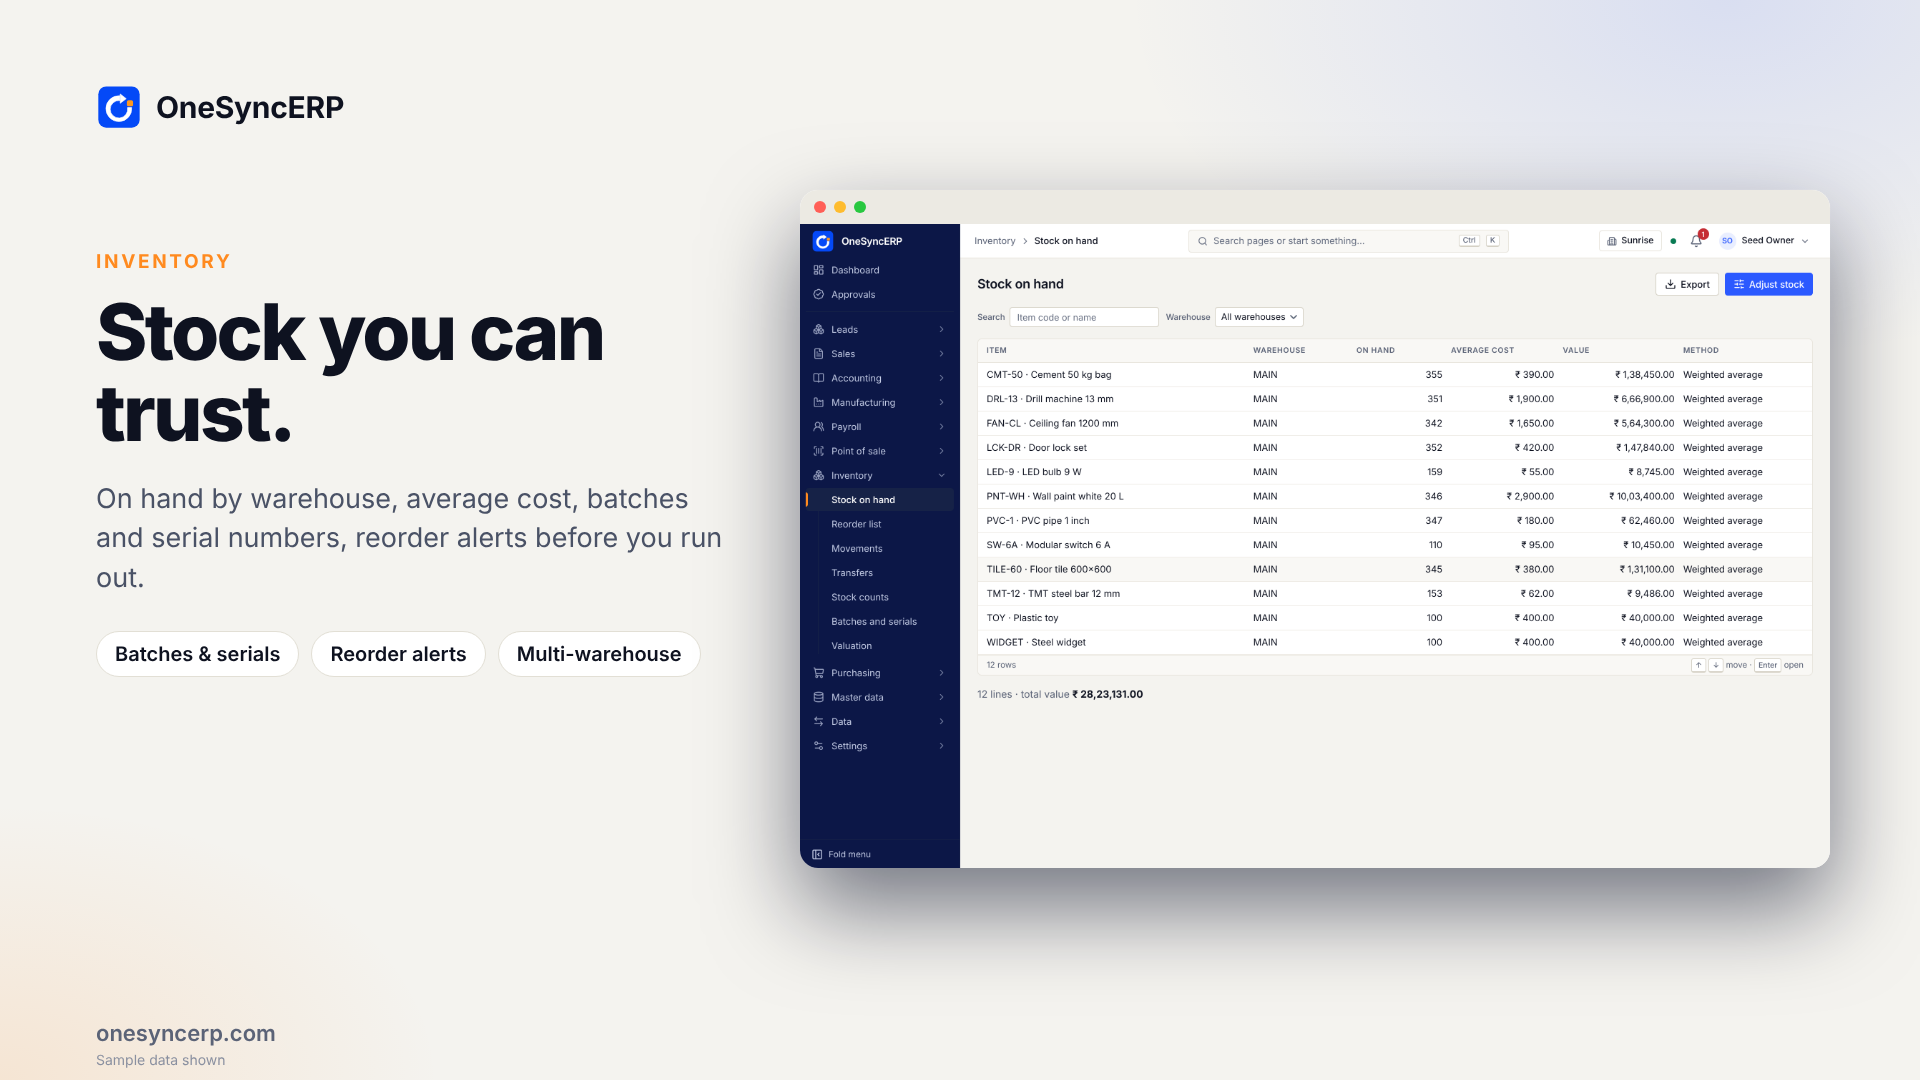 OneSyncERP
INVENTORY
Stock you can
trust.
On hand by warehouse, average cost, batches
and serial numbers, reorder alerts before you run
out.
Batches & serials Reorder alerts Multi-warehouse
onesyncerp.com
Sample data shown
OneSyncERP
Dashboard
Approvals
Leads
Sales
Accounting
Manufacturing
Payroll
Point of sale
Inventory
Stock on hand
Reorder list
Movements
Transfers
Stock counts
Batches and serials
Valuation
Purchasing
Master data
Data
Settings
Fold menu
Inventory > Stock on hand Search pages or start something... Ctrl K Sunrise 1 SO Seed Owner
Stock on hand Export Adjust stock
Search Item code or name Warehouse All warehouses
ITEM WAREHOUSE ON HAND AVERAGE COST VALUE METHOD
CMT-50 · Cement 50 kg bag MAIN 355 ₹ 390.00 ₹ 1,38,450.00 Weighted average
DRL-13 · Drill machine 13 mm MAIN 351 ₹ 1,900.00 ₹ 6,66,900.00 Weighted average
FAN-CL · Ceiling fan 1200 mm MAIN 342 ₹ 1,650.00 ₹ 5,64,300.00 Weighted average
LCK-DR · Door lock set MAIN 352 ₹ 420.00 ₹ 1,47,840.00 Weighted average
LED-9 · LED bulb 9 W MAIN 159 ₹ 55.00 ₹ 8,745.00 Weighted average
PNT-WH · Wall paint white 20 L MAIN 346 ₹ 2,900.00 ₹ 10,03,400.00 Weighted average
PVC-1 · PVC pipe 1 inch MAIN 347 ₹ 180.00 ₹ 62,460.00 Weighted average
SW-6A · Modular switch 6 A MAIN 110 ₹ 95.00 ₹ 10,450.00 Weighted average
TILE-60 · Floor tile 600×600 MAIN 345 ₹ 380.00 ₹ 1,31,100.00 Weighted average
TMT-12 · TMT steel bar 12 mm MAIN 153 ₹ 62.00 ₹ 9,486.00 Weighted average
TOY · Plastic toy MAIN 100 ₹ 400.00 ₹ 40,000.00 Weighted average
WIDGET · Steel widget MAIN 100 ₹ 400.00 ₹ 40,000.00 Weighted average
12 rows ↑ ↓ move · Enter open
12 lines · total value ₹ 28,23,131.00